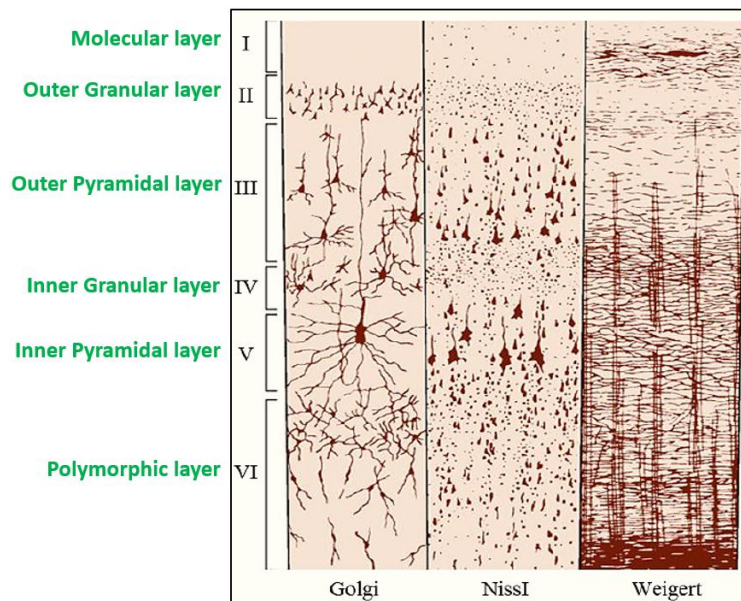 Molecular layer I
Outer Granular layer II
Outer Pyramidal layer III
Inner Granular layer IV
Inner Pyramidal layer V
Polymorphic layer VI
Golgi NissI Weigert